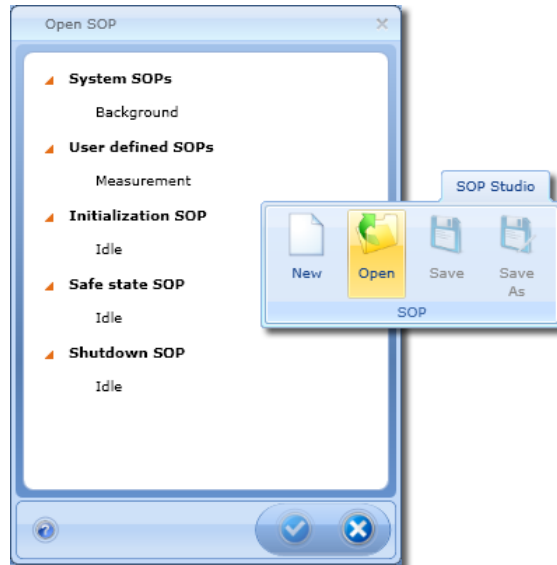 Open SOP
System SOPs
Background
User defined SOPs
Measurement
Initialization SOP
Idle
Safe state SOP
Idle
Shutdown SOP
Idle
SOP Studio
New
Open
Save
Save
As
SOP